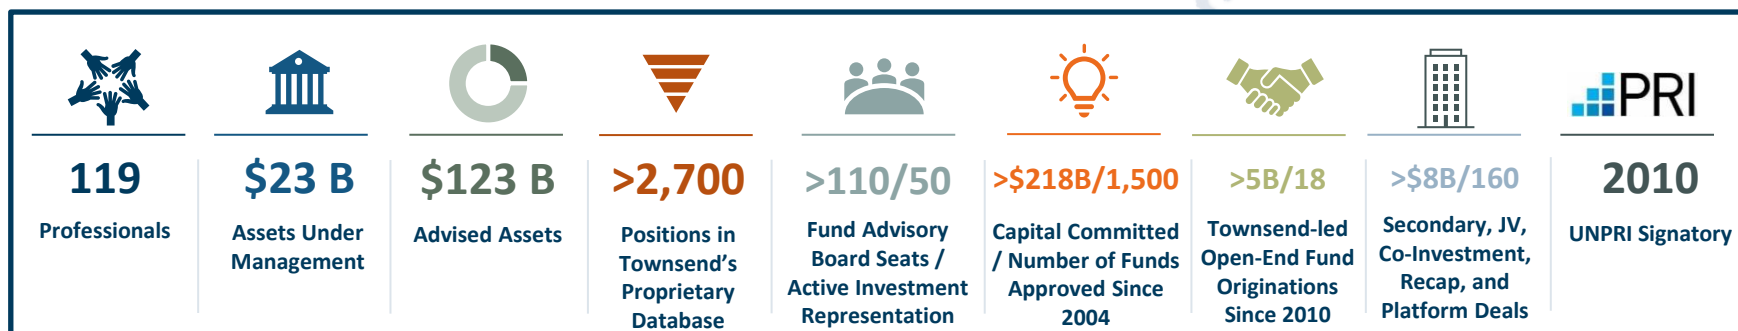 PRI
119
Professionals
$23 B
Assets Under
Management
$123 B
Advised Assets
>2,700
Positions in
Townsend's
Proprietary
Database
>110/50
Fund Advisory
Board Seats /
Active Investment
Representation
>$218B/1,500
Capital Committed
/ Number of Funds
Approved Since
2004
>5B/18
Townsend-led
Open-End Fund
Originations
Since 2010
>$8B/160
Secondary, JV,
Co-Investment,
Recap, and
Platform Deals
2010
UNPRI Signatory